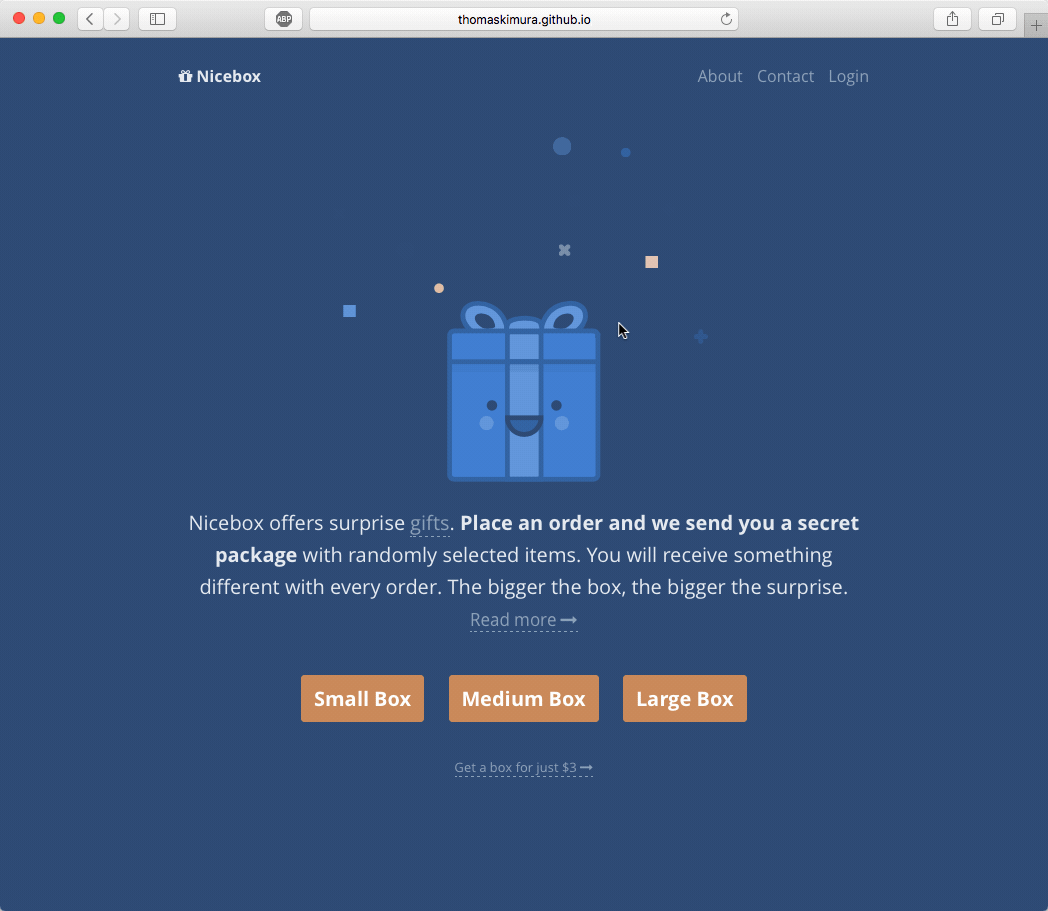 thomaskimura.github.io
ABP
Nicebox
About Contact Login
Nicebox offers surprise gifts. Place an order and we send you a secret
package with randomly selected items. You will receive something
different with every order. The bigger the box, the bigger the surprise.
Read more
Small Box Medium Box Large Box
Get a box for just $3